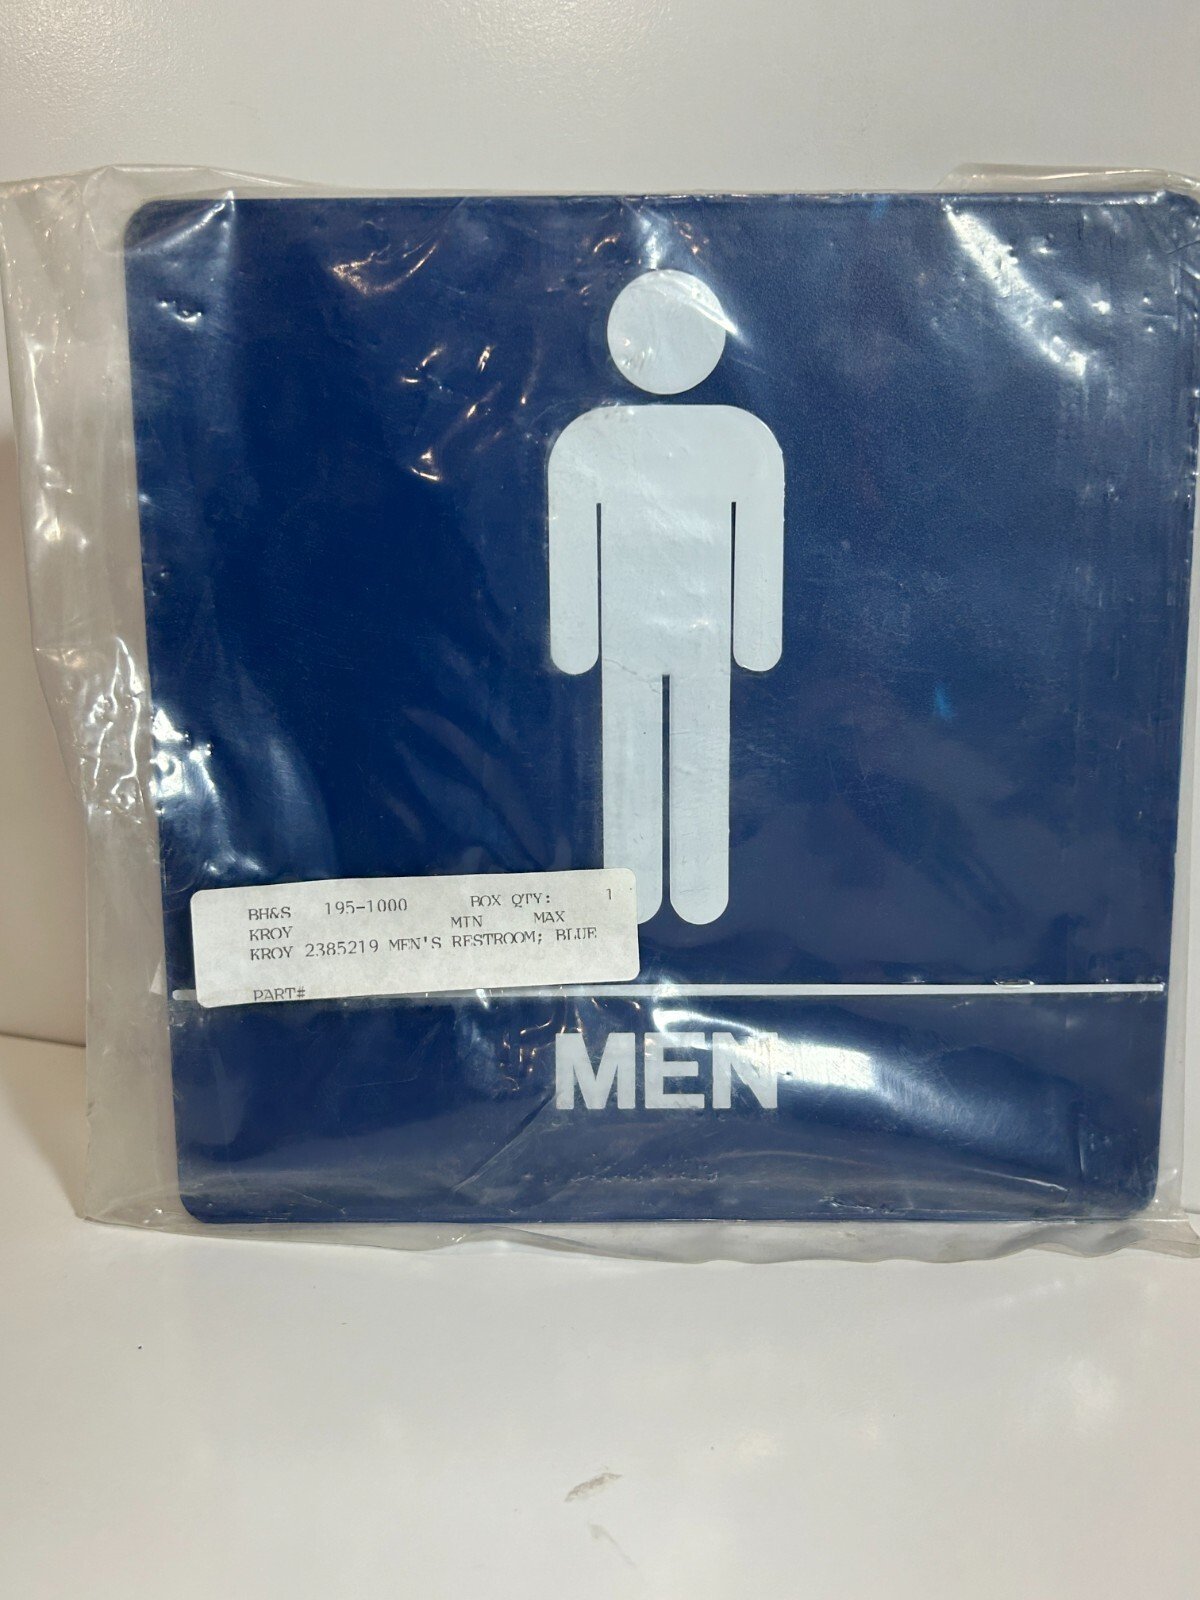 BH&S 195-1000 BOX QTY: 1
KROY MIN MAX
KROY 2385219 MEN'S RESTROOM; BLUE
PART#
MEN